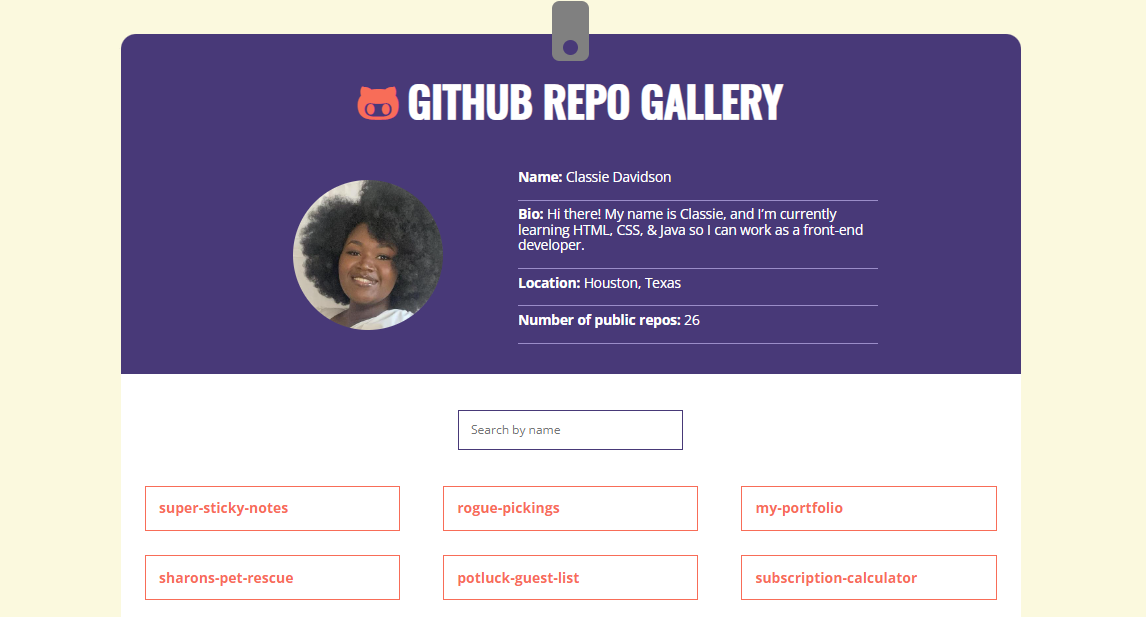 GITHUB REPO GALLERY
Name: Classie Davidson
Bio: Hi there! My name is Classie, and I’m currently
learning HTML, CSS, & Java so I can work as a front-end
developer.
Location: Houston, Texas
Number of public repos: 26
Search by name
super-sticky-notes
rogue-pickings
my-portfolio
sharons-pet-rescue
potluck-guest-list
subscription-calculator